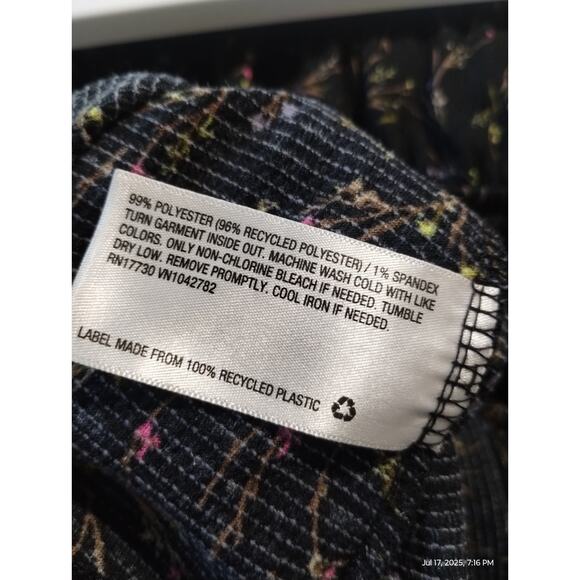 99% POLYESTER (96% RECYCLED POLYESTER) / 1% SPANDEX
TURN GARMENT INSIDE OUT. MACHINE WASH COLD WITH LIKE
COLORS. ONLY NON-CHLORINE BLEACH IF NEEDED. TUMBLE
DRY LOW. REMOVE PROMPTLY. COOL IRON IF NEEDED.
RN17730 VN1042782
LABEL MADE FROM 100% RECYCLED PLASTIC
Jul 17, 2025, 7:16 PM